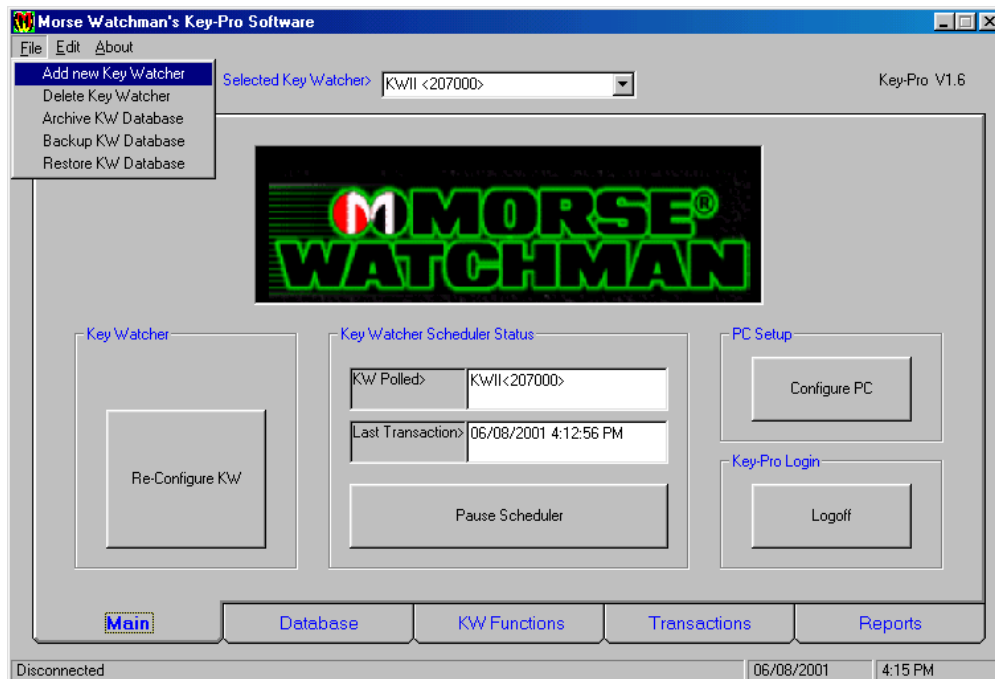 Morse Watchman's Key-Pro Software
File Edit About
Add new Key Watcher
Delete Key Watcher
Archive KW Database
Backup KW Database
Restore KW Database
Selected Key Watcher> KWII <207000>
Key-Pro V1.6
MORSE®
WATCHMAN
Key Watcher
Re-Configure KW
Key Watcher Scheduler Status
KW Polled> KWII<207000>
Last Transaction> 06/08/2001 4:12:56 PM
Pause Scheduler
PC Setup
Configure PC
Key-Pro Login
Logoff
Main Database KW Functions Transactions Reports
Disconnected 06/08/2001 4:15 PM